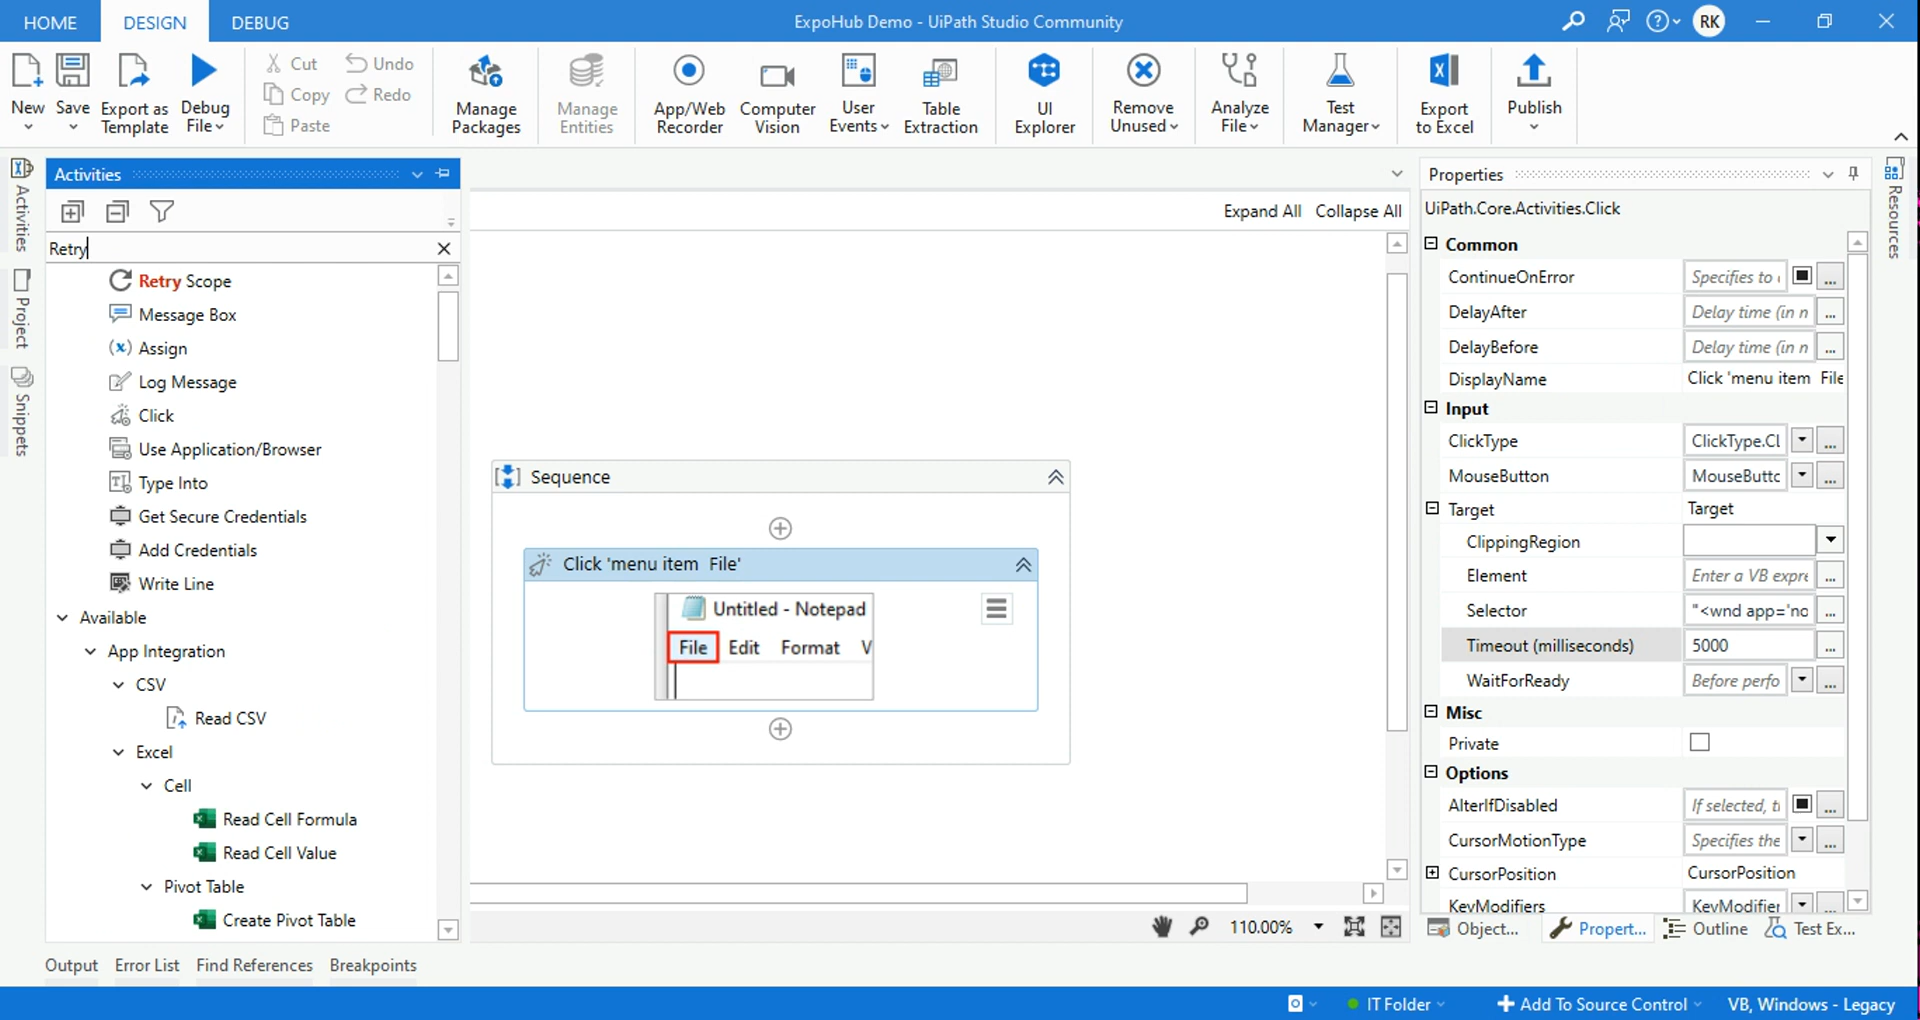 HOME DESIGN DEBUG ExpoHub Demo - UiPath Studio Community RK
New Save Export as Template Debug File Cut Copy Paste Undo Redo Manage Packages Manage Entities App/Web Recorder Computer Vision User Events Table Extraction UI Explorer Remove Unused Analyze File Test Manager Export to Excel Publish
Activities
Project
Snippets
Activities
Retry
Retry Scope
Message Box
Assign
Log Message
Click
Use Application/Browser
Type Into
Get Secure Credentials
Add Credentials
Write Line
Available
App Integration
CSV
Read CSV
Excel
Cell
Read Cell Formula
Read Cell Value
Pivot Table
Create Pivot Table
Expand All Collapse All
Sequence
Click 'menu item File'
Untitled - Notepad
File Edit Format V
110.00%
Properties
UiPath.Core.Activities.Click
Common
ContinueOnError Specifies to
DelayAfter Delay time (in n
DelayBefore Delay time (in n
DisplayName Click 'menu item File
Input
ClickType ClickType.Cl
MouseButton MouseButtc
Target Target
ClippingRegion
Element Enter a VB expre
Selector "<wnd app='no
Timeout (milliseconds) 5000
WaitForReady Before perfo
Misc
Private
Options
AlterIfDisabled If selected, t
CursorMotionType Specifies the
CursorPosition CursorPosition
KeyModifiers KeyModifier
Object... Propert... Outline Test Ex...
Resources
Output Error List Find References Breakpoints
IT Folder Add To Source Control VB, Windows - Legacy